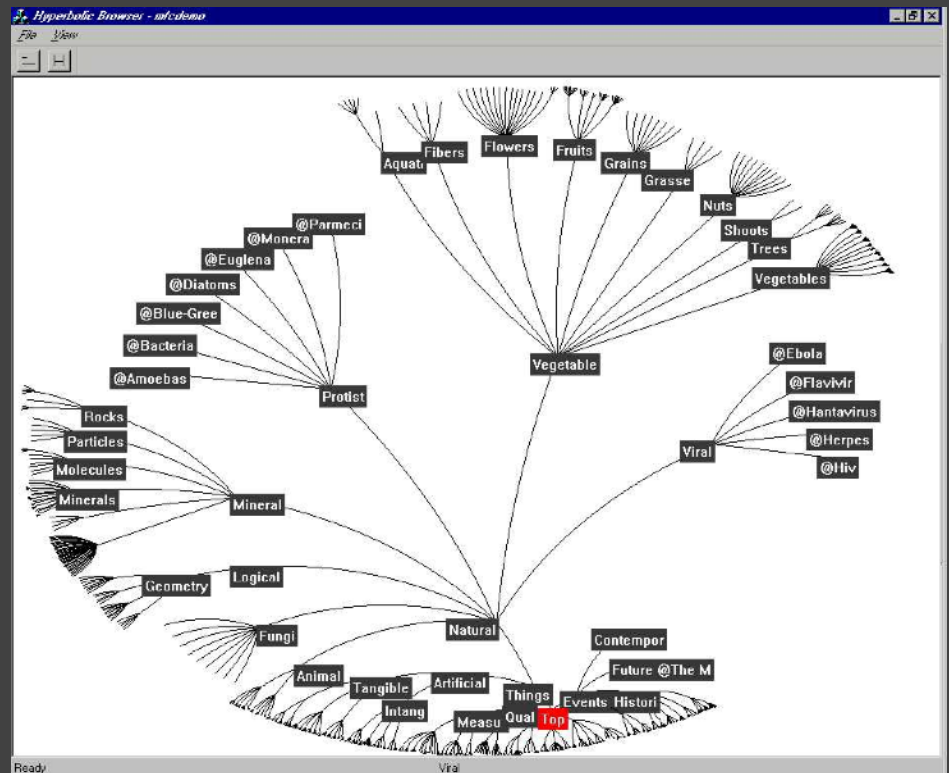 Hyperbolic Browser - mfcdemo
File View
Flowers
Fruits
Fibers
Aquati
Grains
Grasse
Nuts
@Parmeci
@Monera
Shoots
Trees
@Euglena
Vegetables
@Diatoms
@Blue-Gree
@Bacteria
@Ebola
Vegetable
@Amoebas
@Flavivir
Protist
@Hantavirus
Rocks
@Herpes
Particles
Viral
Molecules
@Hiv
Minerals
Mineral
Logical
Geometry
Natural
Fungi
Contempor
Future @The M
Animal
Artificial
Tangible
Things
Events Histori
Intang
Measu Qual Top
Ready Viral